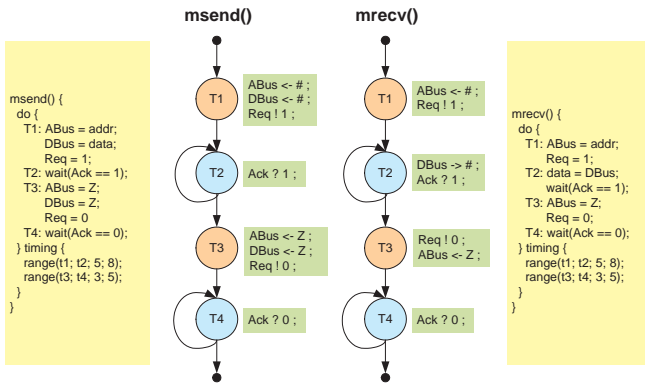 msend()
mrecv()
msend() {
do {
T1: ABus = addr;
DBus = data;
Req = 1;
T2: wait(Ack == 1);
T3: ABus = Z;
DBus = Z;
Req = 0
T4: wait(Ack == 0);
} timing {
range(t1; t2; 5; 8);
range(t3; t4; 3; 5);
}
}
T1
ABus <- # ;
DBus <- # ;
Req ! 1 ;
T2
Ack ? 1 ;
T3
ABus <- Z ;
DBus <- Z ;
Req ! 0 ;
T4
Ack ? 0 ;
T1
ABus <- # ;
Req ! 1 ;
T2
DBus -> # ;
Ack ? 1 ;
T3
Req ! 0 ;
ABus <- Z ;
T4
Ack ? 0 ;
mrecv() {
do {
T1: ABus = addr;
Req = 1;
T2: data = DBus;
wait(Ack == 1);
T3: ABus = Z;
Req = 0;
T4: wait(Ack == 0);
} timing {
range(t1; t2; 5; 8);
range(t3; t4; 3; 5);
}
}